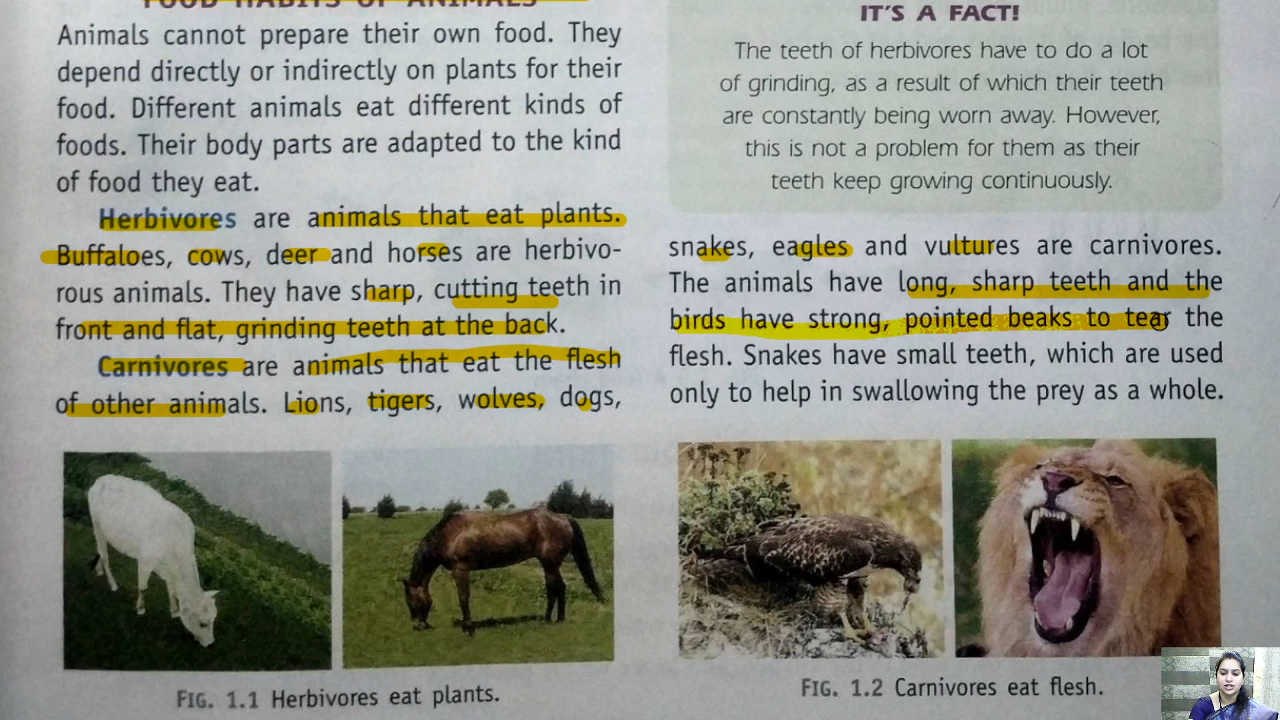 FOOD HABITS OF ANIMALS
Animals cannot prepare their own food. They
depend directly or indirectly on plants for their
food. Different animals eat different kinds of
foods. Their body parts are adapted to the kind
of food they eat.
Herbivores are animals that eat plants.
Buffaloes, cows, deer and horses are herbivo-
rous animals. They have sharp, cutting teeth in
front and flat, grinding teeth at the back.
Carnivores are animals that eat the flesh
of other animals. Lions, tigers, wolves, dogs,
FIG. 1.1 Herbivores eat plants.
IT'S A FACT!
The teeth of herbivores have to do a lot
of grinding, as a result of which their teeth
are constantly being worn away. However,
this is not a problem for them as their
teeth keep growing continuously.
snakes, eagles and vultures are carnivores.
The animals have long, sharp teeth and the
birds have strong, pointed beaks to tear the
flesh. Snakes have small teeth, which are used
only to help in swallowing the prey as a whole.
FIG. 1.2 Carnivores eat flesh.